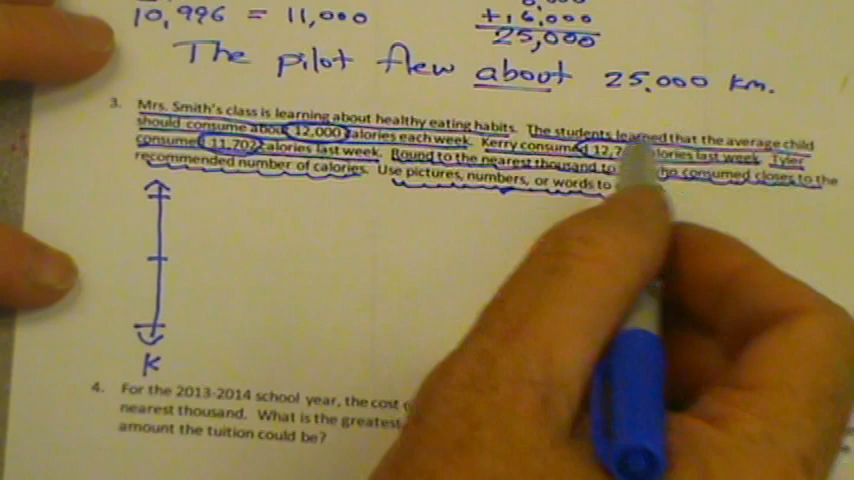 10,996 = 11,000
+16,000
25,000
The pilot flew about 25.000 km.
3. Mrs. Smith's class is learning about healthy eating habits. The students learned that the average child
should consume about 12,000 calories each week. Kerry consumed 12,7 calories last week. Tyler
consumed 11,702 calories last week. Round to the nearest thousand to who consumed closes to the
recommended number of calories. Use pictures, numbers, or words to
K
4. For the 2013-2014 school year, the cost
nearest thousand. What is the greatest
amount the tuition could be?